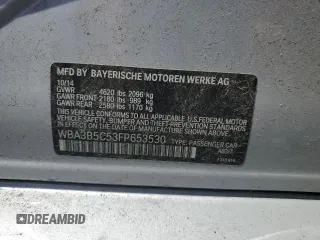 MFD BY BAYERISCHE MOTOREN WERKE AG
10/14
GVWR 4620 lbs 2096 kg
GAWR FRONT 2180 lbs 989 kg
GAWR REAR 2580 lbs 1170 kg
THIS VEHICLE CONFORMS TO ALL APPLICABLE U.S. FEDERAL MOTOR
VEHICLE SAFETY, BUMPER, AND THEFT PREVENTION STANDARDS
IN EFFECT ON THE DATE OF MANUFACTURE SHOWN ABOVE.
WBA3B5C53FP653530 TYPE: PASSENGER CAR
DREAMBID